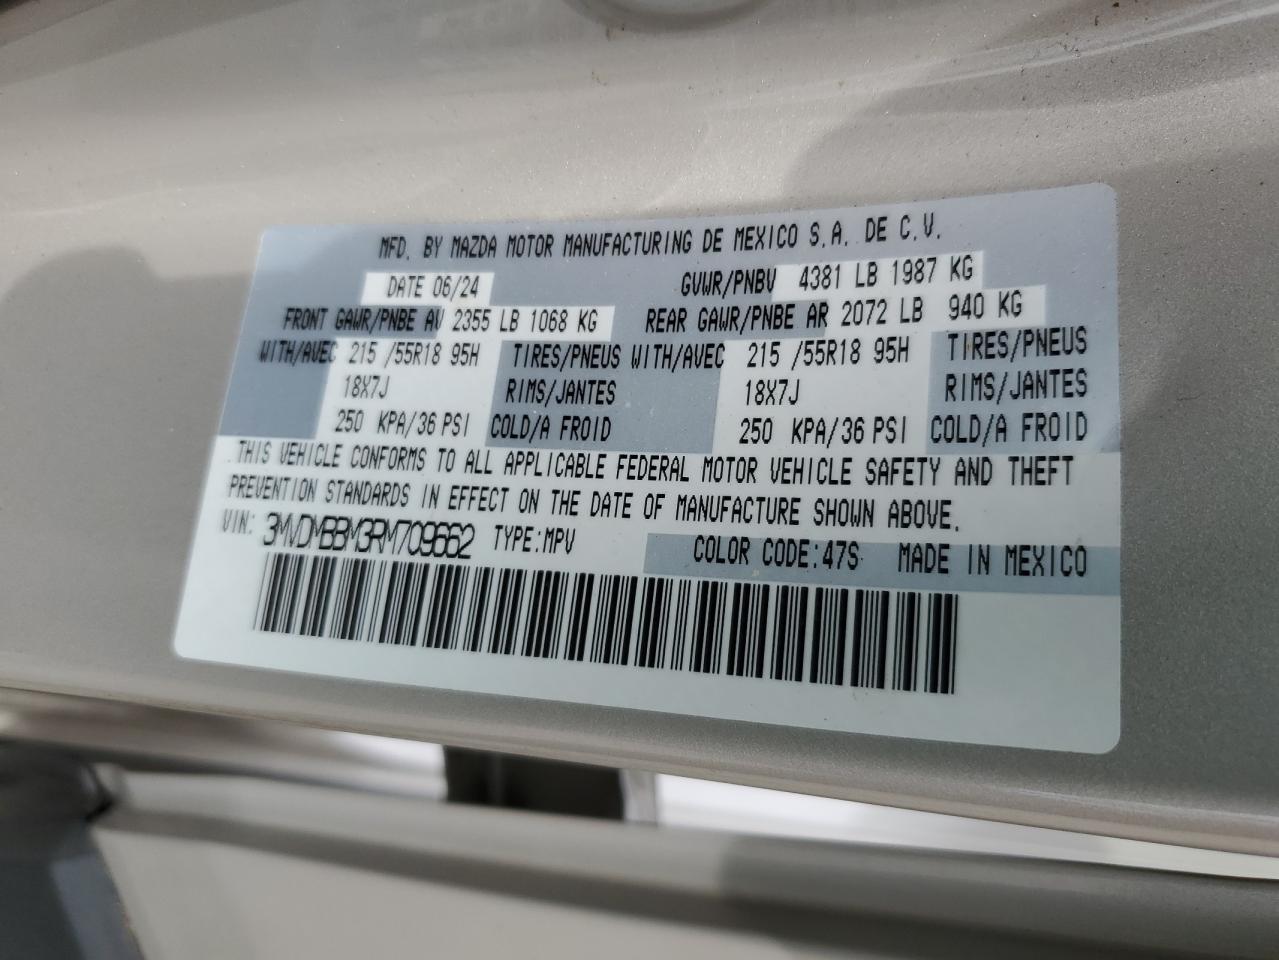 MFD. BY MAZDA MOTOR MANUFACTURING DE MEXICO S.A. DE C.V.
DATE 06/24 GVWR/PNBV 4381 LB 1987 KG
FRONT GAWR/PNBE AV 2355 LB 1068 KG REAR GAWR/PNBE AR 2072 LB 940 KG
WITH/AVEC 215 /55R18 95H TIRES/PNEUS WITH/AVEC 215 /55R18 95H TIRES/PNEUS
18X7J RIMS/JANTES 18X7J RIMS/JANTES
250 KPA/36 PSI COLD/A FROID 250 KPA/36 PSI COLD/A FROID
THIS VEHICLE CONFORMS TO ALL APPLICABLE FEDERAL MOTOR VEHICLE SAFETY AND THEFT
PREVENTION STANDARDS IN EFFECT ON THE DATE OF MANUFACTURE SHOWN ABOVE.
VIN: 3MVDMBBM3RM709662 TYPE:MPV COLOR CODE:47S MADE IN MEXICO